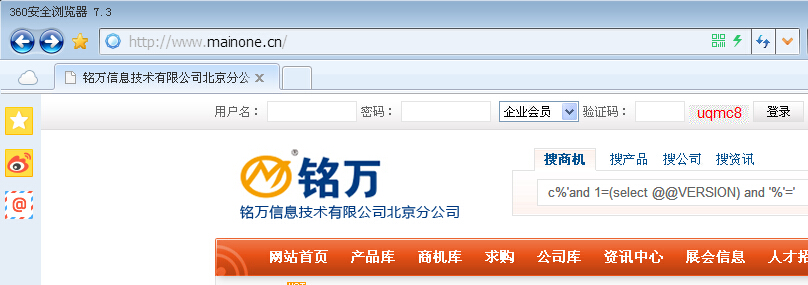 360安全浏览器 7.3
http://www.mainone.cn/
铭万信息技术有限公司北京分公
用户名： 密码： 企业会员 验证码： uqmc8 登录
搜商机 搜产品 搜公司 搜资讯
铭万®
c%'and 1=(select @@VERSION) and '%'='
铭万信息技术有限公司北京分公司
网站首页 产品库 商机库 求购 公司库 资讯中心 展会信息 人才招